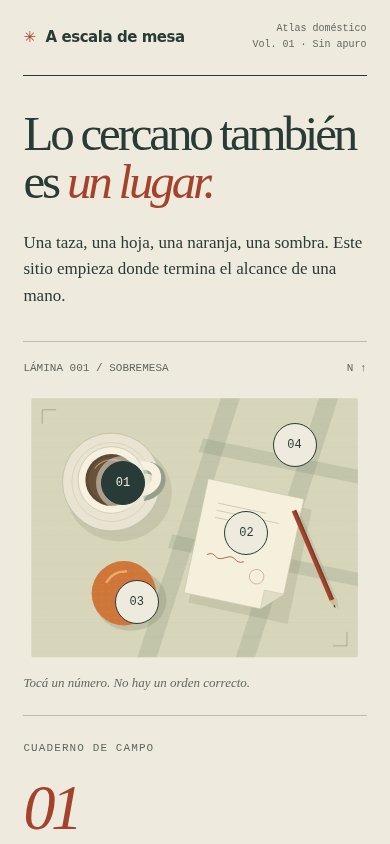 ✳ A escala de mesa
Atlas doméstico
Vol. 01 · Sin apuro
Lo cercano también
es un lugar.
Una taza, una hoja, una naranja, una sombra. Este
sitio empieza donde termina el alcance de una
mano.
LÁMINA 001 / SOBREMESA
N ↑
04
01
02
03
Tocá un número. No hay un orden correcto.
CUADERNO DE CAMPO
01